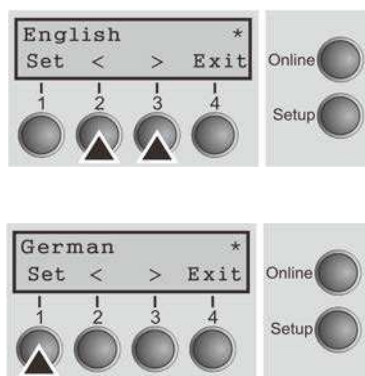 English *
Set < > Exit
Online
1 2 3 4
Setup
German *
Set < > Exit
Online
1 2 3 4
Setup